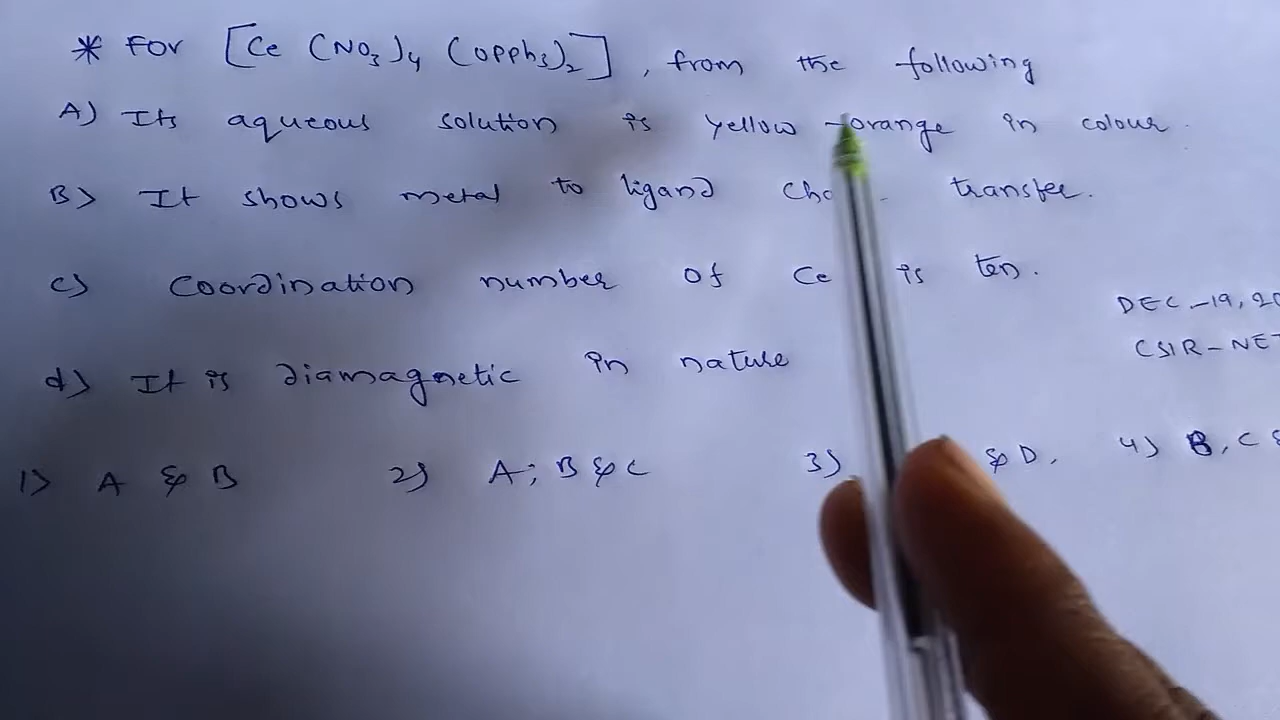 * FOR [Ce (NO3)4 (OPPh3)2], from the following
A) Its aqueous solution is yellow -orange in colour.
B) It shows metal to ligand transfer.
c) Coordination number of Ce is ten.
DEC-19, 20
d) It is diamagnetic in nature
CSIR-NET
1) A & B 2) A; B & C 3) & D. 4) B, C &